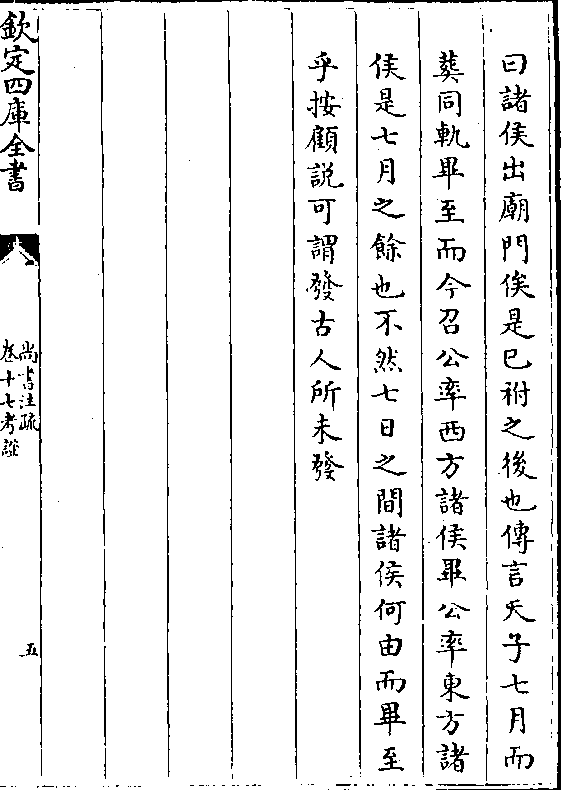 曰諸侯出廟門俟是已祔之後也傳言天子七月而
葬同軌畢至而今召公率西方諸侯畢公率東方諸
侯是七月之餘也不然七日之間諸侯何由而畢至
乎按顧説可謂發古人所未發
欽定四庫全書
尚書注疏
卷十七考證
五